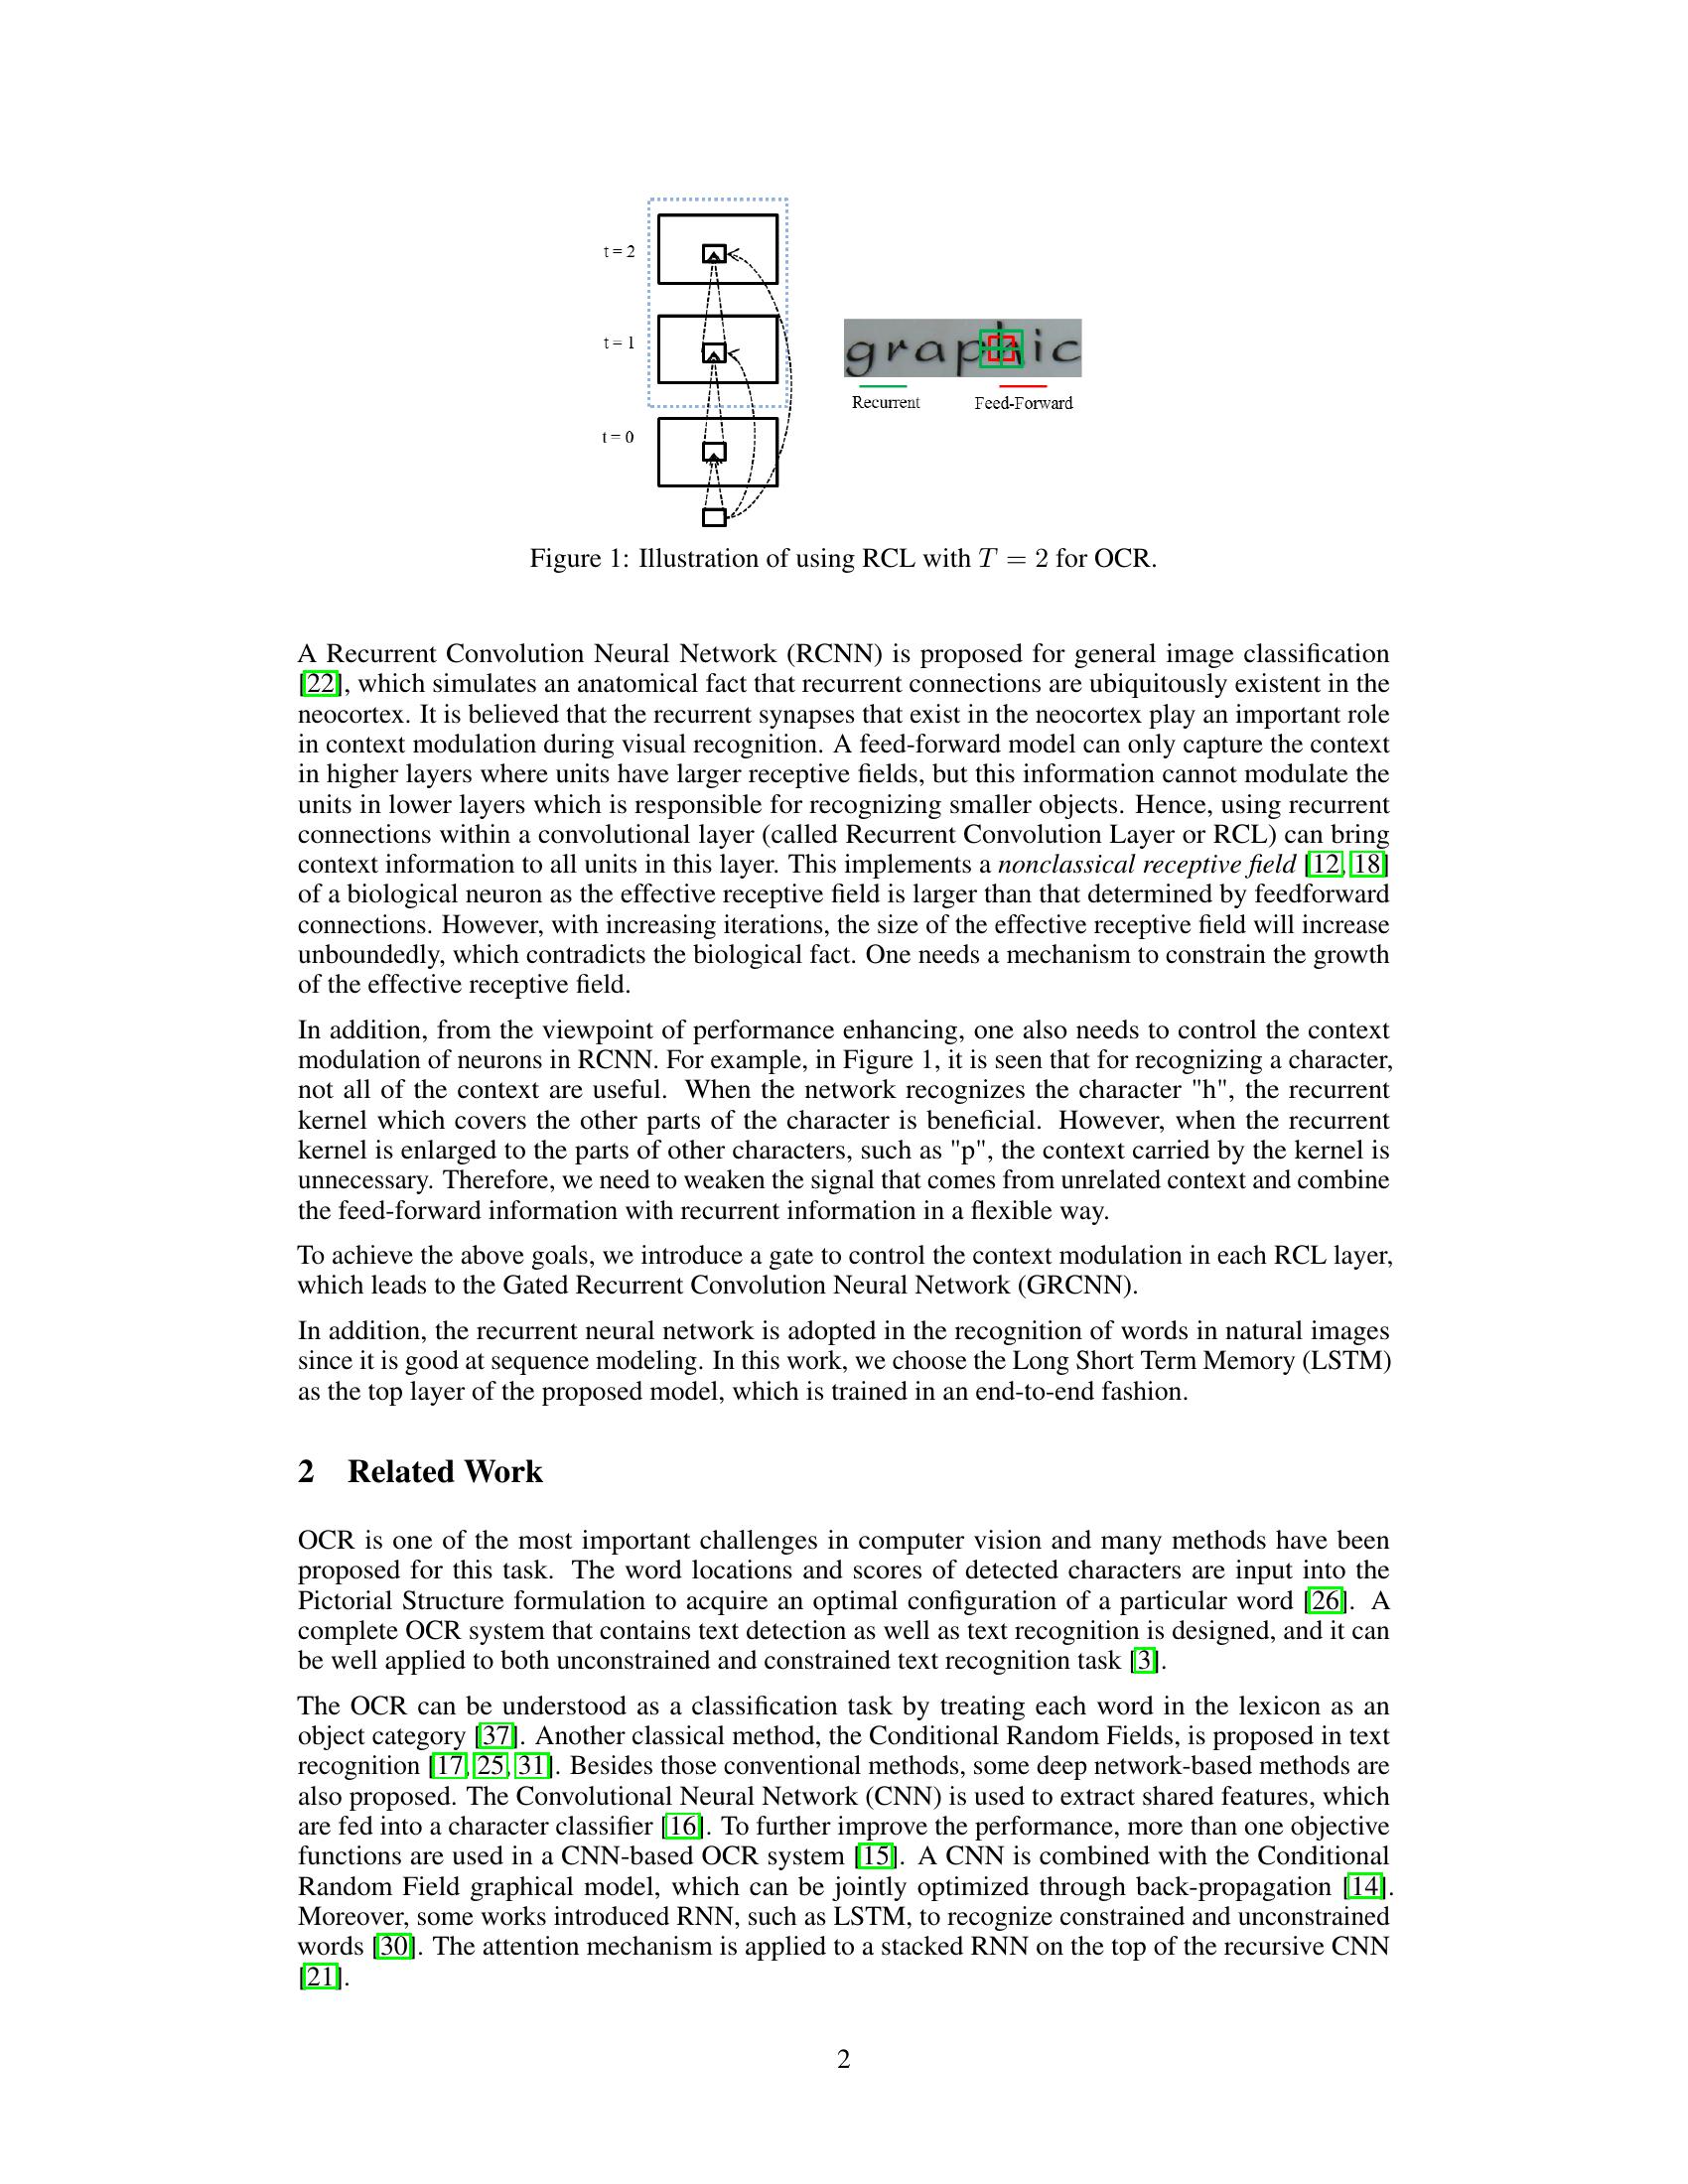 t = 2
t = 1
t = 0
graphic
Recurrent
Feed-Forward
Figure 1: Illustration of using RCL with T = 2 for OCR.
A Recurrent Convolution Neural Network (RCNN) is proposed for general image classification
[22], which simulates an anatomical fact that recurrent connections are ubiquitously existent in the
neocortex. It is believed that the recurrent synapses that exist in the neocortex play an important role
in context modulation during visual recognition. A feed-forward model can only capture the context
in higher layers where units have larger receptive fields, but this information cannot modulate the
units in lower layers which is responsible for recognizing smaller objects. Hence, using recurrent
connections within a convolutional layer (called Recurrent Convolution Layer or RCL) can bring
context information to all units in this layer. This implements a nonclassical receptive field [12, 18]
of a biological neuron as the effective receptive field is larger than that determined by feedforward
connections. However, with increasing iterations, the size of the effective receptive field will increase
unboundedly, which contradicts the biological fact. One needs a mechanism to constrain the growth
of the effective receptive field.
In addition, from the viewpoint of performance enhancing, one also needs to control the context
modulation of neurons in RCNN. For example, in Figure 1, it is seen that for recognizing a character,
not all of the context are useful. When the network recognizes the character "h", the recurrent
kernel which covers the other parts of the character is beneficial. However, when the recurrent
kernel is enlarged to the parts of other characters, such as "p", the context carried by the kernel is
unnecessary. Therefore, we need to weaken the signal that comes from unrelated context and combine
the feed-forward information with recurrent information in a flexible way.
To achieve the above goals, we introduce a gate to control the context modulation in each RCL layer,
which leads to the Gated Recurrent Convolution Neural Network (GRCNN).
In addition, the recurrent neural network is adopted in the recognition of words in natural images
since it is good at sequence modeling. In this work, we choose the Long Short Term Memory (LSTM)
as the top layer of the proposed model, which is trained in an end-to-end fashion.
2 Related Work
OCR is one of the most important challenges in computer vision and many methods have been
proposed for this task. The word locations and scores of detected characters are input into the
Pictorial Structure formulation to acquire an optimal configuration of a particular word [26]. A
complete OCR system that contains text detection as well as text recognition is designed, and it can
be well applied to both unconstrained and constrained text recognition task [3].
The OCR can be understood as a classification task by treating each word in the lexicon as an
object category [37]. Another classical method, the Conditional Random Fields, is proposed in text
recognition [17, 25, 31]. Besides those conventional methods, some deep network-based methods are
also proposed. The Convolutional Neural Network (CNN) is used to extract shared features, which
are fed into a character classifier [16]. To further improve the performance, more than one objective
functions are used in a CNN-based OCR system [15]. A CNN is combined with the Conditional
Random Field graphical model, which can be jointly optimized through back-propagation [14].
Moreover, some works introduced RNN, such as LSTM, to recognize constrained and unconstrained
words [30]. The attention mechanism is applied to a stacked RNN on the top of the recursive CNN
[21].
2